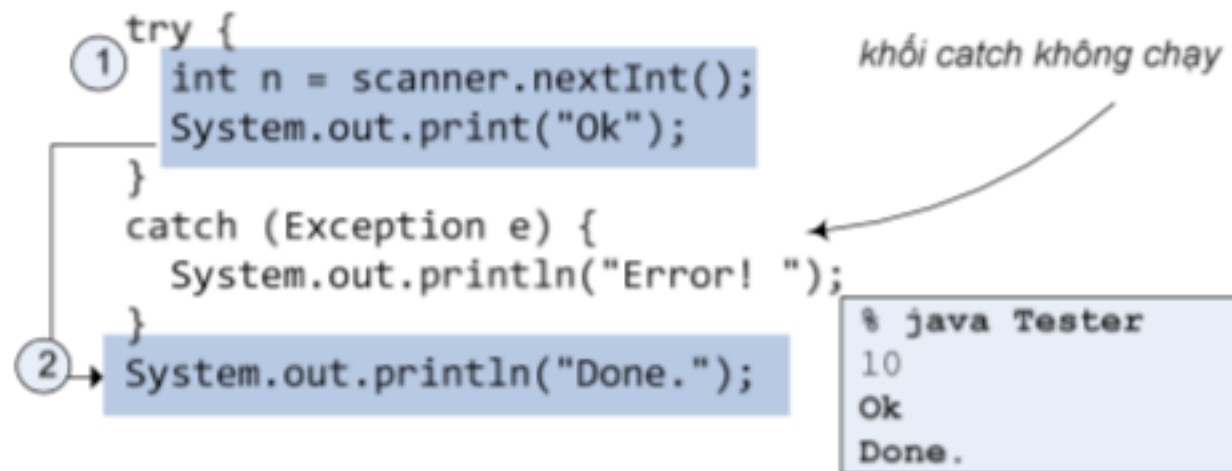 try {
1
int n = scanner.nextInt();
System.out.print("Ok");
}
catch (Exception e) {
System.out.println("Error! ");
}
2
System.out.println("Done.");
khối catch không chạy
% java Tester
10
Ok
Done.